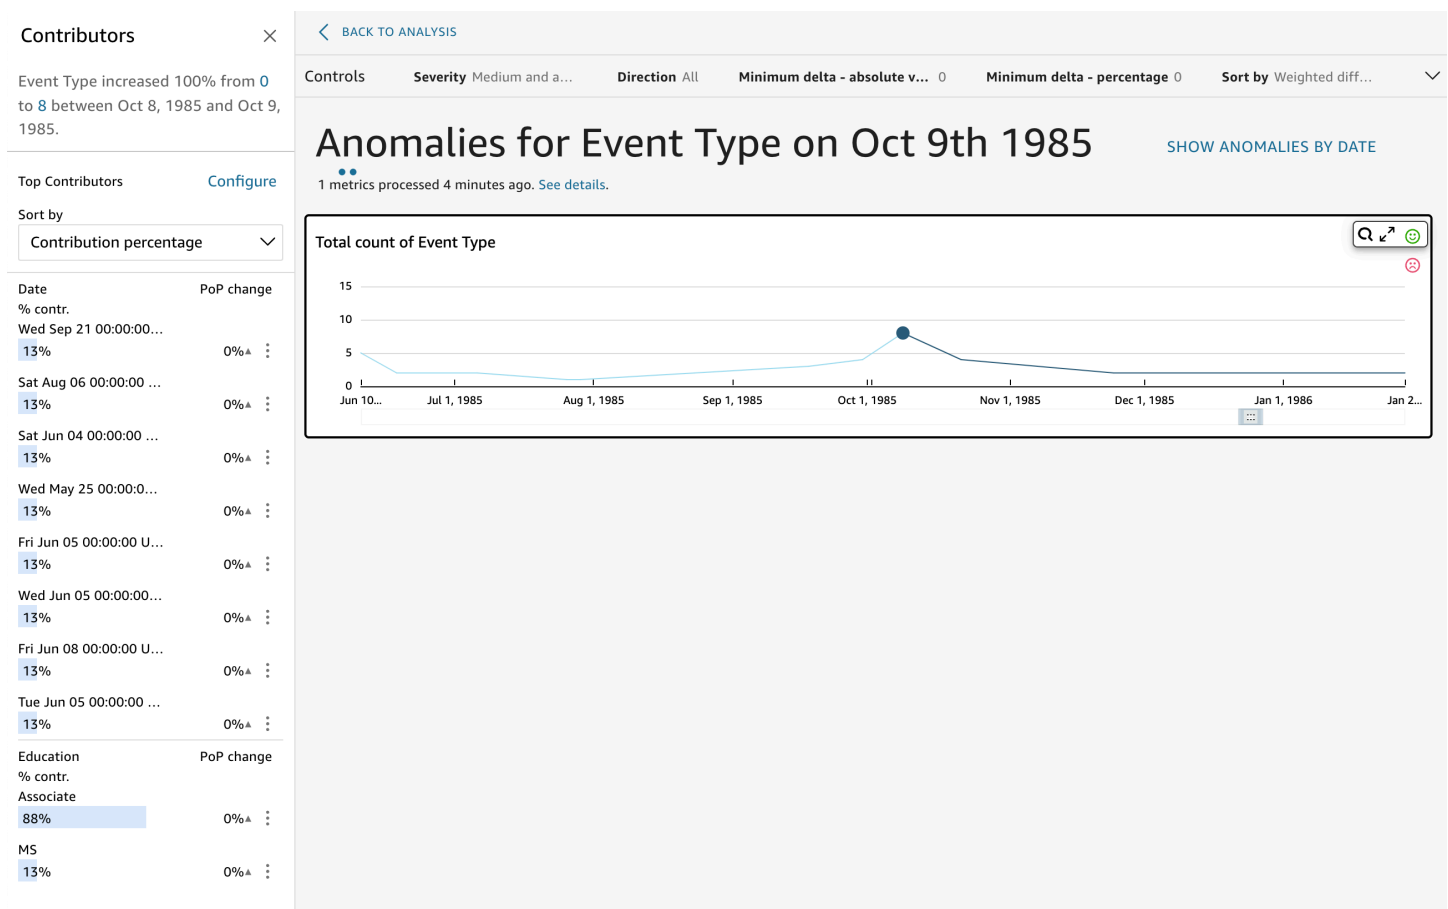 Contributors
Event Type increased 100% from 0
to 8 between Oct 8, 1985 and Oct 9,
1985.
Top Contributors Configure
Sort by
Contribution percentage
Date PoP change
% contr.
Wed Sep 21 00:00:00...
13% 0%▲
Sat Aug 06 00:00:00 ...
13% 0%▲
Sat Jun 04 00:00:00 ...
13% 0%▲
Wed May 25 00:00:0...
13% 0%▲
Fri Jun 05 00:00:00 U...
13% 0%▲
Wed Jun 05 00:00:00...
13% 0%▲
Fri Jun 08 00:00:00 U...
13% 0%▲
Tue Jun 05 00:00:00 ...
13% 0%▲
Education PoP change
% contr.
Associate
88% 0%▲
MS
13% 0%▲
BACK TO ANALYSIS
Controls Severity Medium and a... Direction All Minimum delta - absolute v... 0 Minimum delta - percentage 0 Sort by Weighted diff...
Anomalies for Event Type on Oct 9th 1985
SHOW ANOMALIES BY DATE
1 metrics processed 4 minutes ago. See details.
Total count of Event Type
15
10
5
0
Jun 10... Jul 1, 1985 Aug 1, 1985 Sep 1, 1985 Oct 1, 1985 Nov 1, 1985 Dec 1, 1985 Jan 1, 1986 Jan 2...